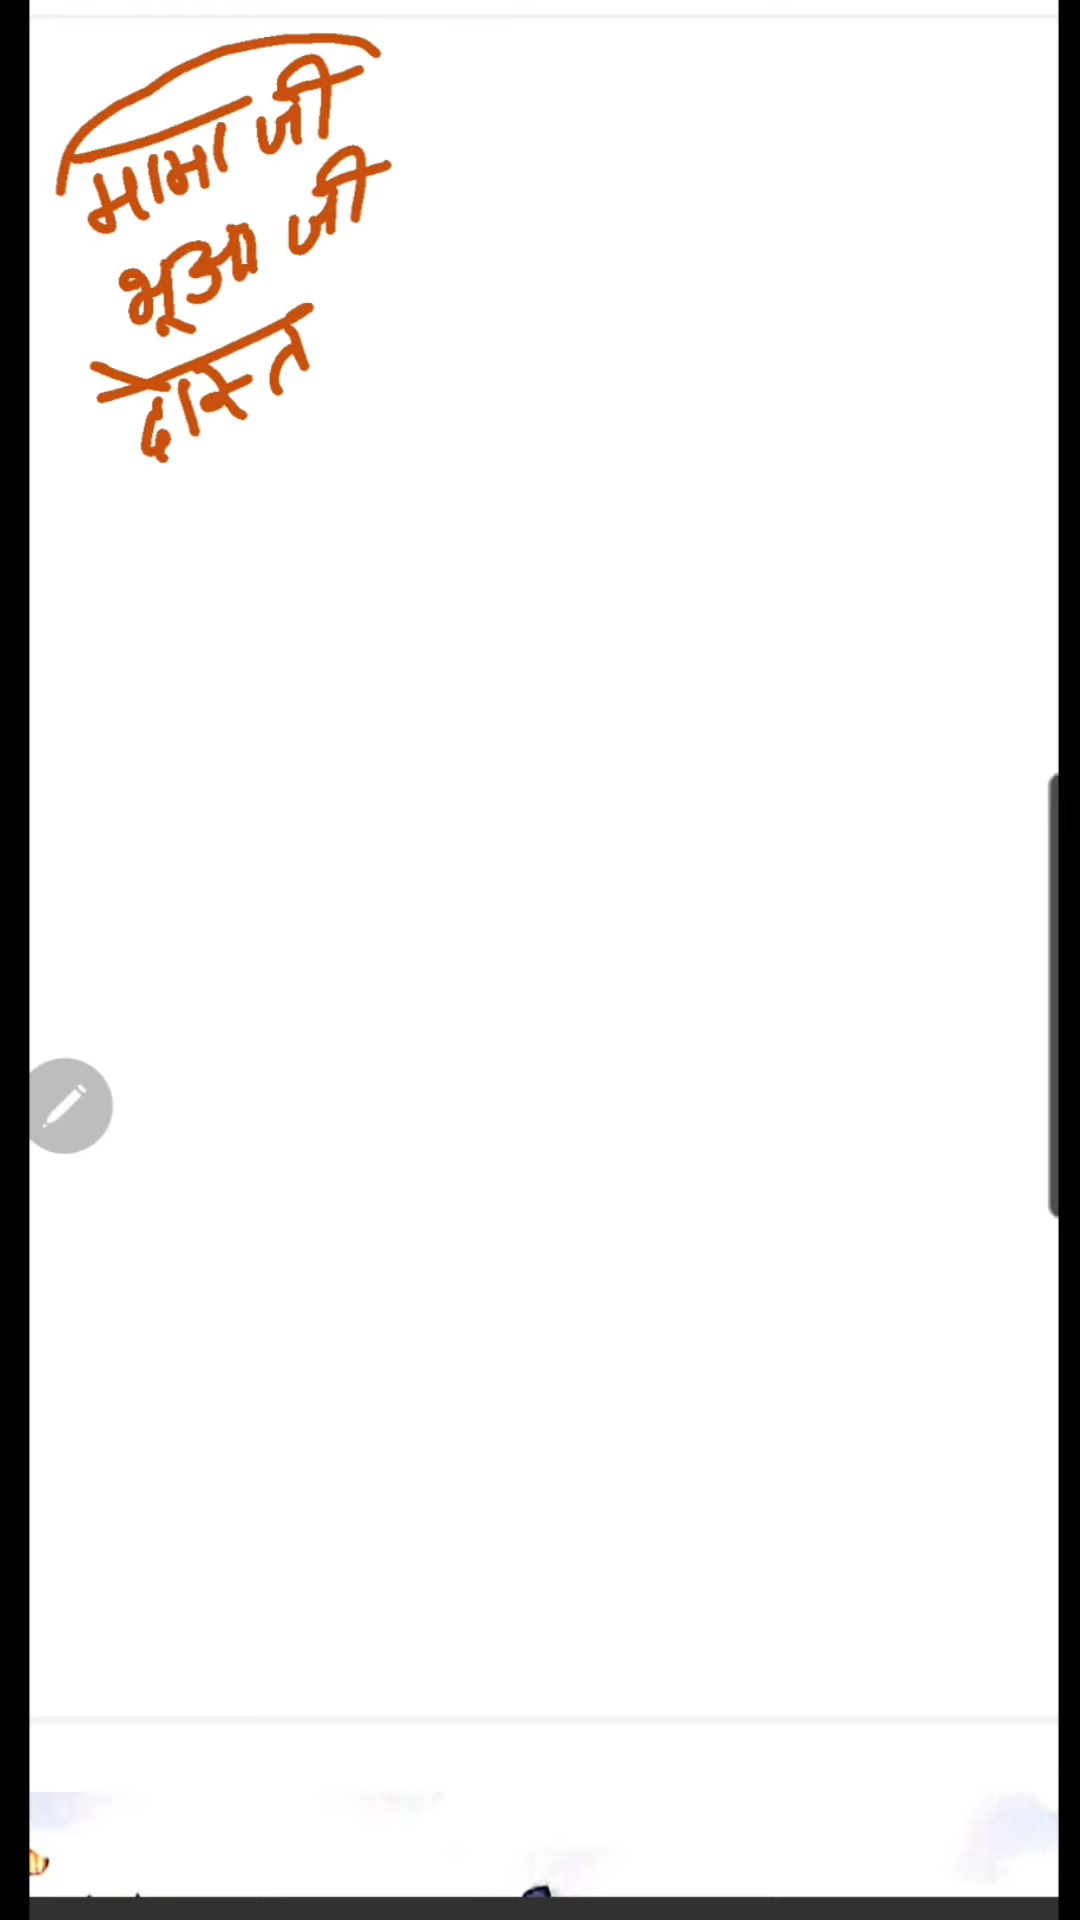 मामा जी
भूआ जी
दोस्त